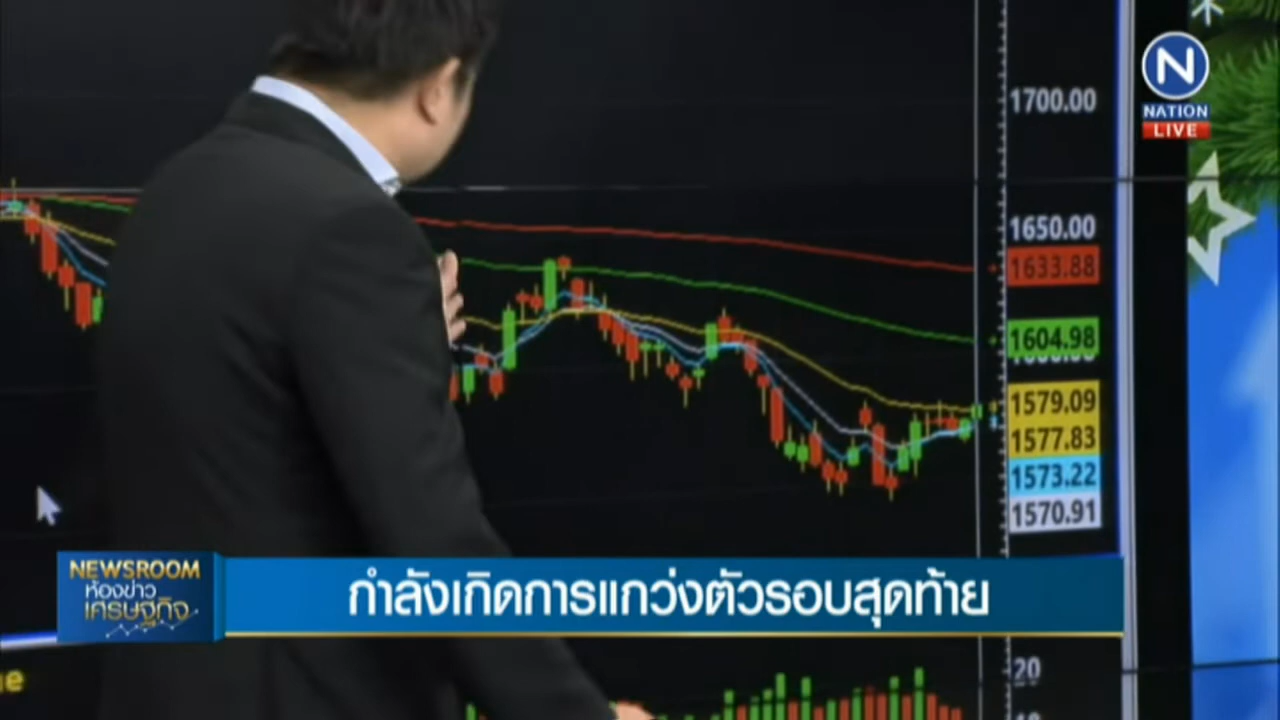 N
NATION
LIVE
1700.00
1650.00
1633.88
1604.98
1579.09
1577.83
1573.22
1570.91
NEWSROOM
ห้องข่าว
เศรษฐกิจ
กำลังเกิดการแกว่งตัวรอบสุดท้าย
20